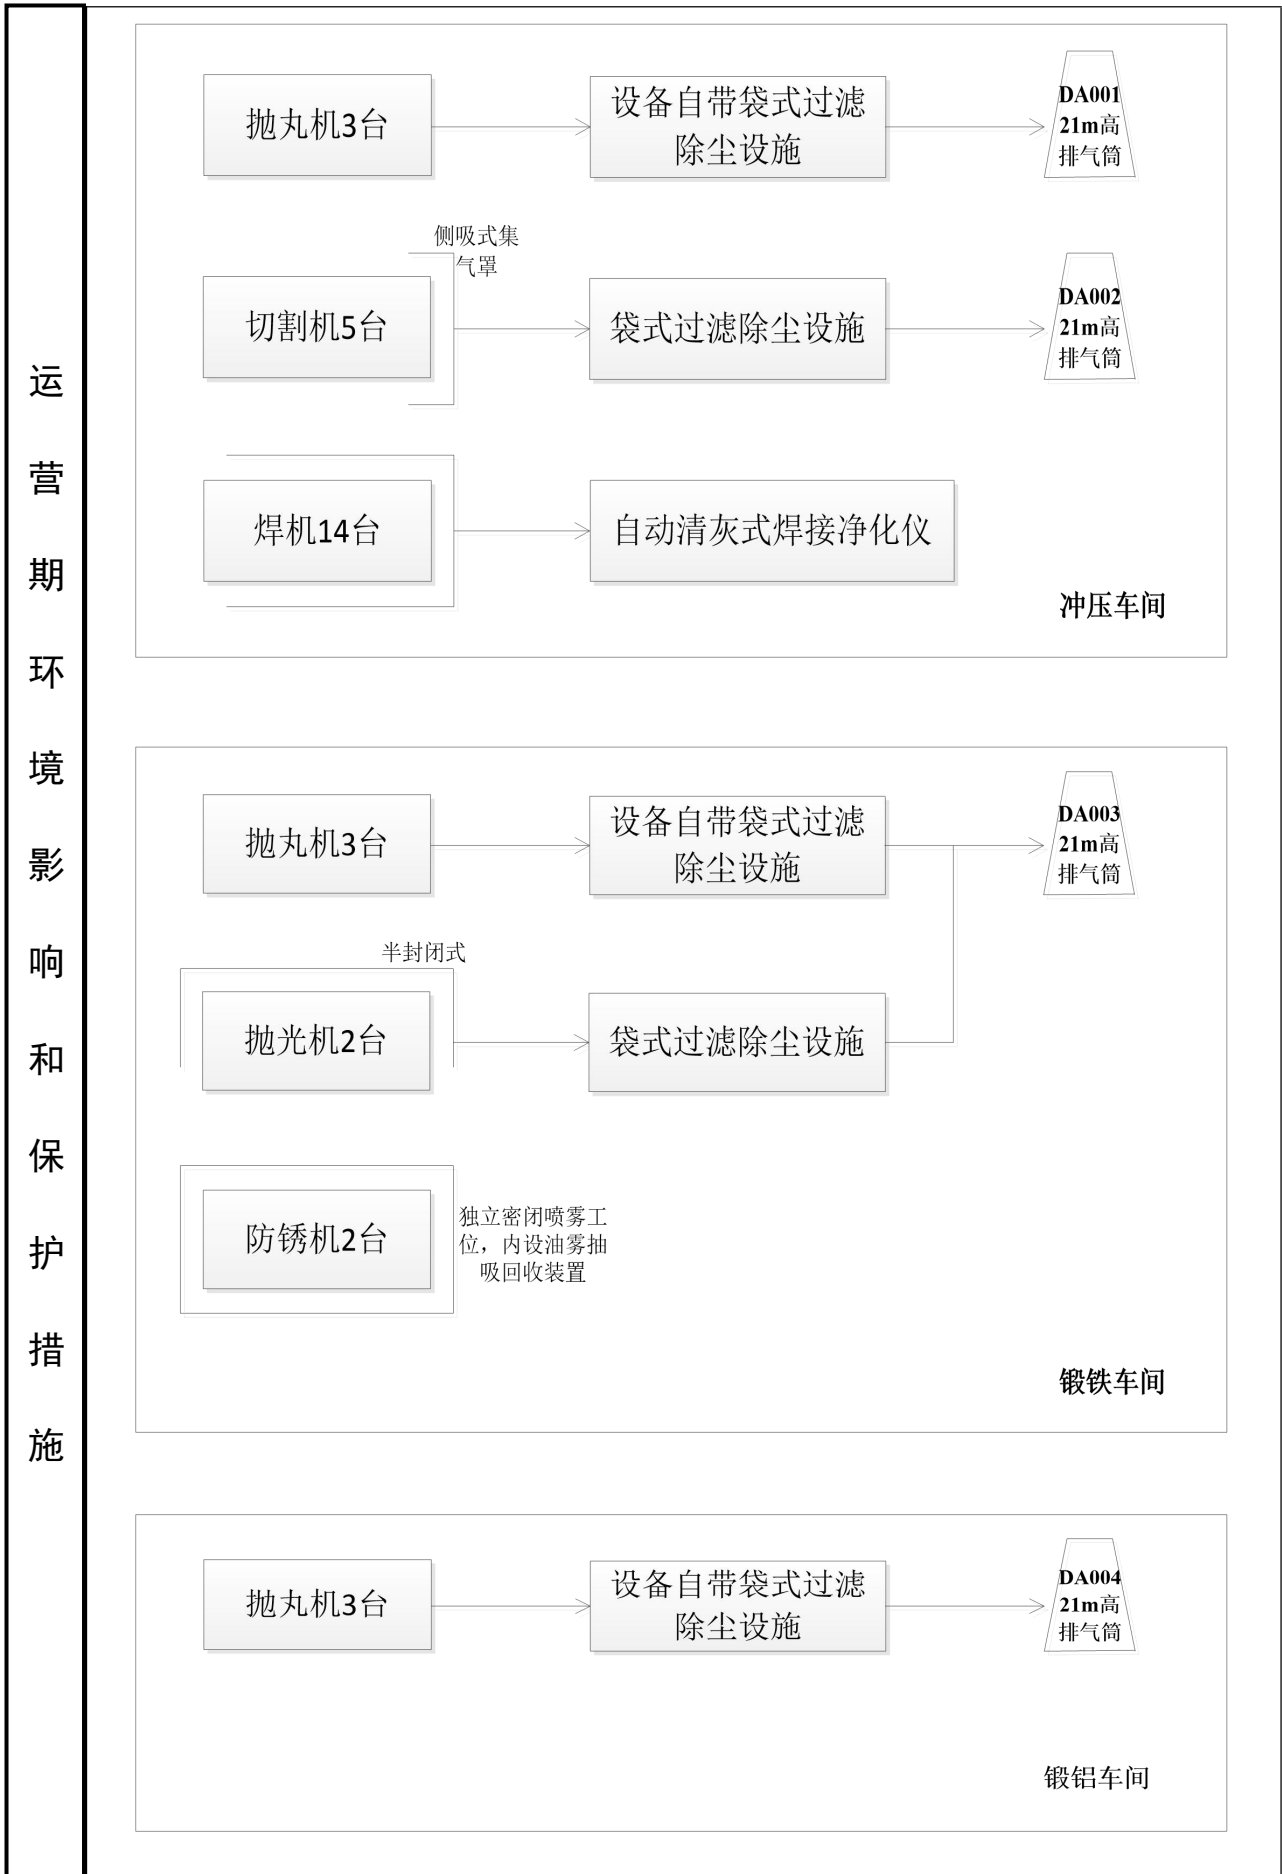 运
营
期
环
境
影
响
和
保
护
措
施
抛丸机3台
设备自带袋式过滤
除尘设施
DA001
21m高
排气筒
侧吸式集
气罩
切割机5台
袋式过滤除尘设施
DA002
21m高
排气筒
焊机14台
自动清灰式焊接净化仪
冲压车间
抛丸机3台
设备自带袋式过滤
除尘设施
DA003
21m高
排气筒
半封闭式
抛光机2台
袋式过滤除尘设施
防锈机2台
独立密闭喷雾工
位，内设油雾抽
吸回收装置
锻铁车间
抛丸机3台
设备自带袋式过滤
除尘设施
DA004
21m高
排气筒
锻铝车间